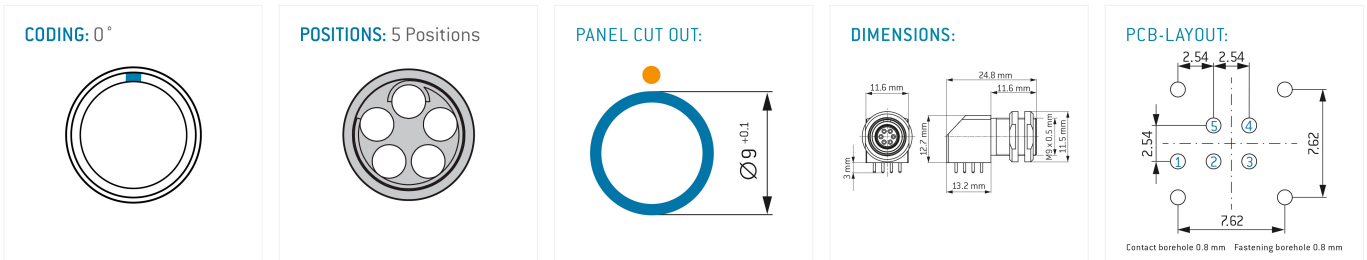 CODING: 0°
POSITIONS: 5 Positions
PANEL CUT OUT:
Ø 9 +0.1
DIMENSIONS:
24.8 mm
11.6 mm
11.6 mm
12.7 mm
M9 x 0.5 mm
11.5 mm
3 mm
13.2 mm
PCB-LAYOUT:
2.54 2.54
5 4
2.54
1 2 3
7.62
7.62
Contact borehole 0.8 mm Fastening borehole 0.8 mm